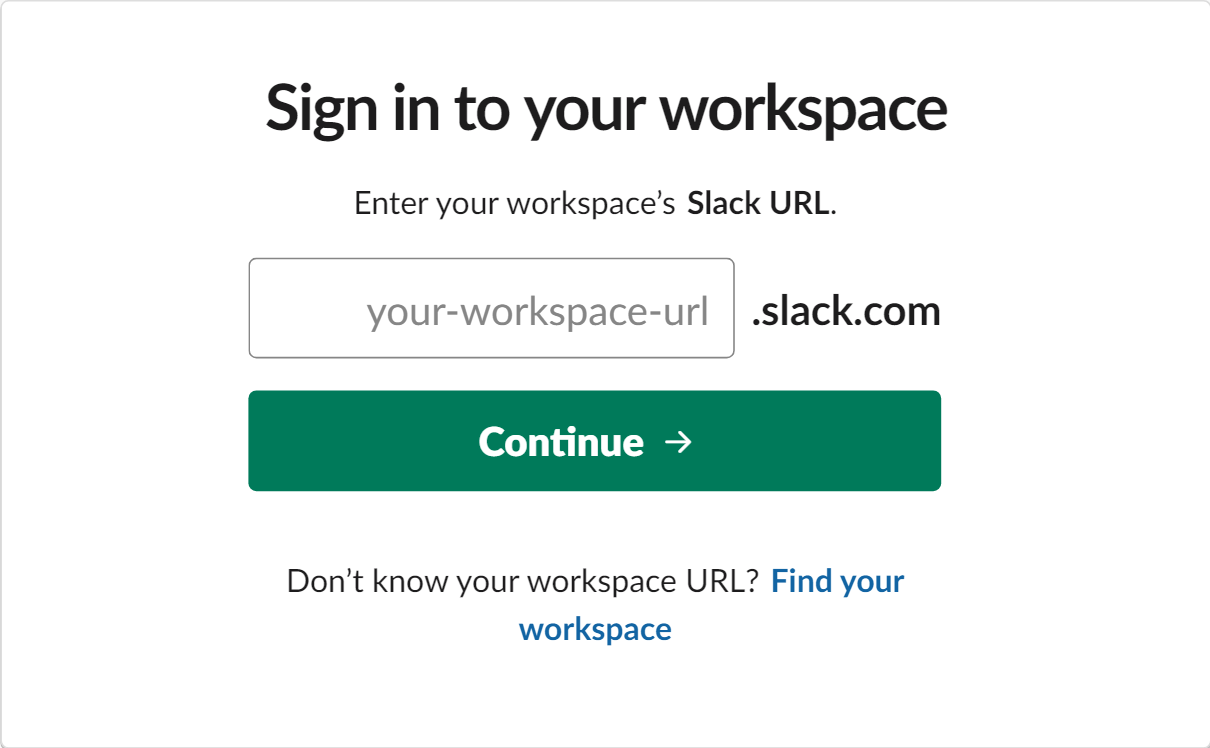 Sign in to your workspace
Enter your workspace’s Slack URL.
your-workspace-url .slack.com
Continue →
Don’t know your workspace URL? Find your
workspace